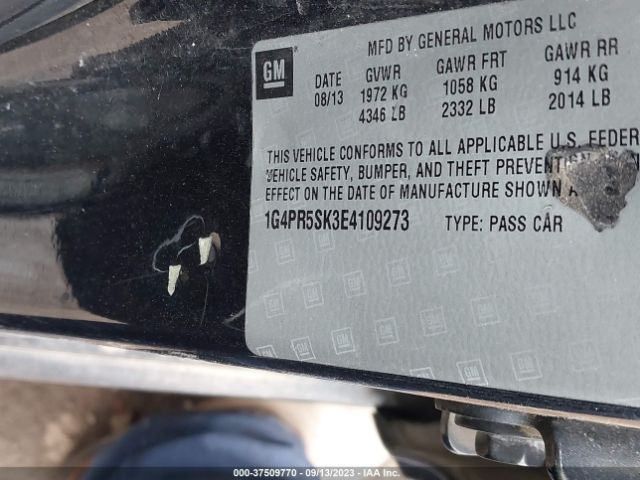 MFD BY GENERAL MOTORS LLC
GM
DATE GVWR GAWR FRT GAWR RR
08/13 1972 KG 1058 KG 914 KG
4346 LB 2332 LB 2014 LB
THIS VEHICLE CONFORMS TO ALL APPLICABLE U.S. FEDER
VEHICLE SAFETY, BUMPER, AND THEFT PREVENTION
EFFECT ON THE DATE OF MANUFACTURE SHOWN A
1G4PR5SK3E4109273 TYPE: PASS CAR
000-37509770 - 09/13/2023 - IAA Inc.